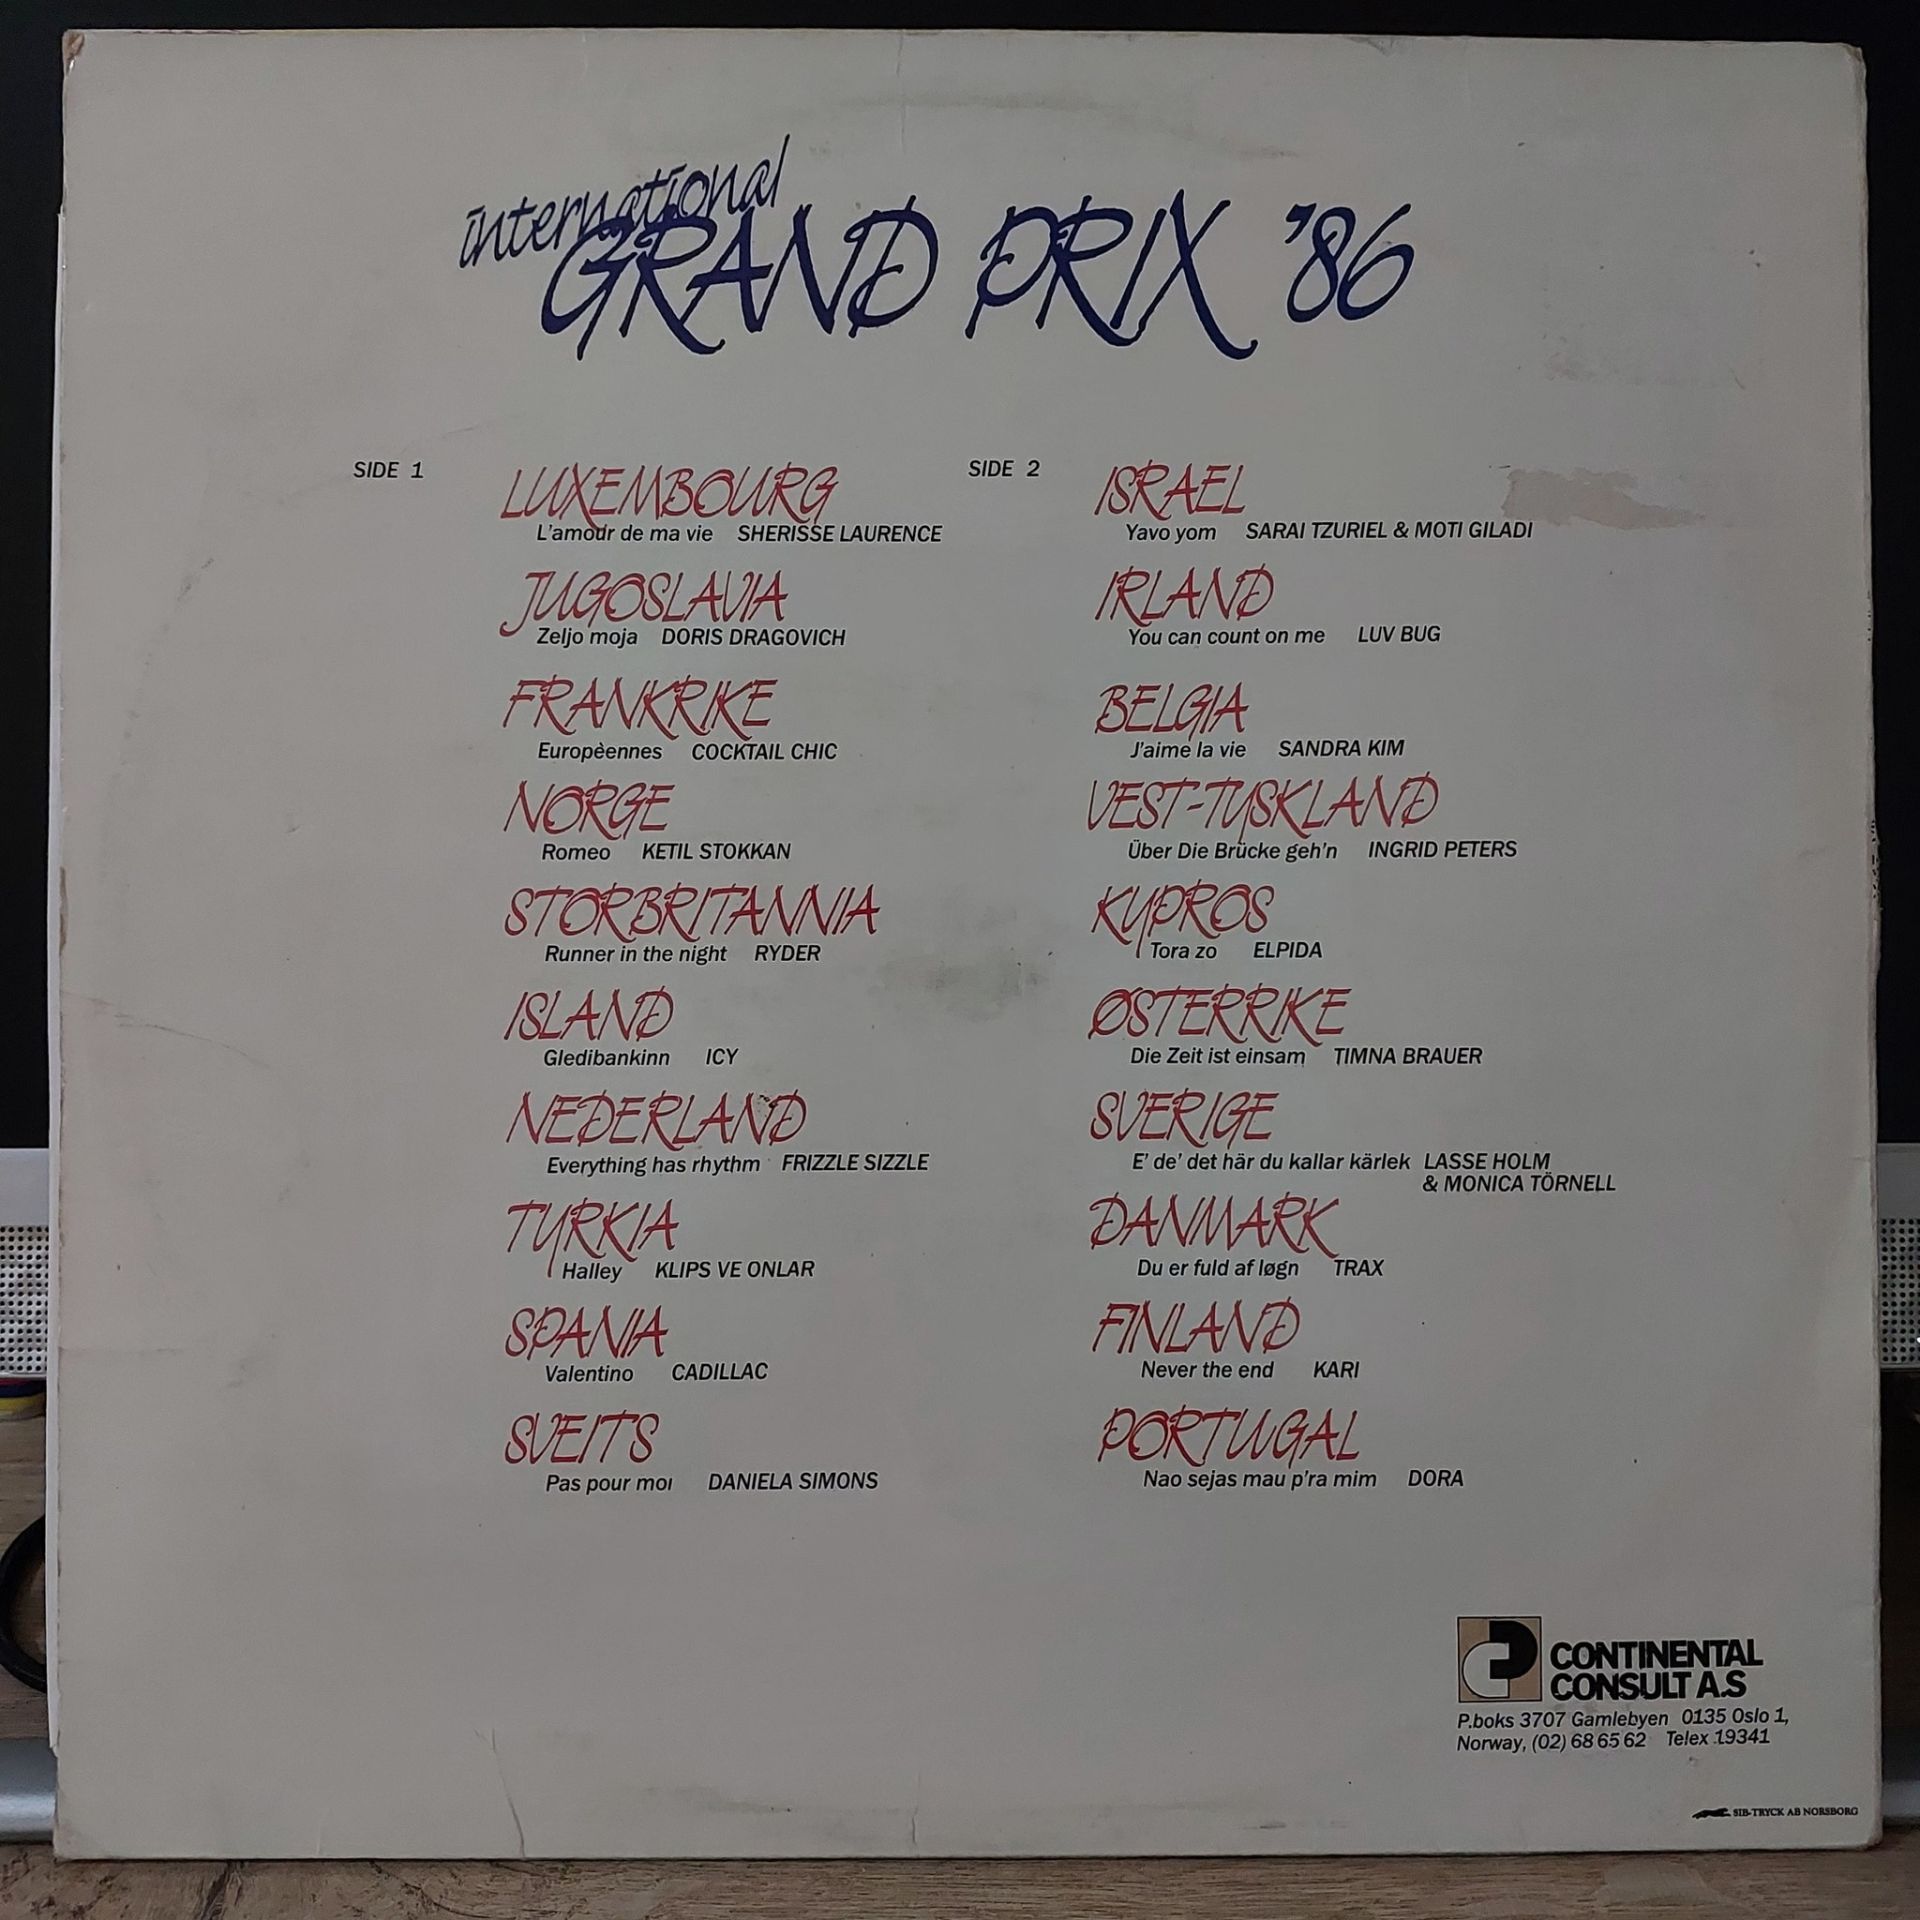 international
GRAND PRIX '86
SIDE 1
LUXEMBOURG
L'amour de ma vie SHERISSE LAURENCE
JUGOSLAVIA
Zeljo moja DORIS DRAGOVICH
FRANKRIKE
Europèennes COCKTAIL CHIC
NORGE
Romeo KETIL STOKKAN
STORBRITANNIA
Runner in the night RYDER
ISLAND
Gledibankinn ICY
NEDERLAND
Everything has rhythm FRIZZLE SIZZLE
TYRKIA
Halley KLIPS VE ONLAR
SPANIA
Valentino CADILLAC
SVEITS
Pas pour moi DANIELA SIMONS
SIDE 2
ISRAEL
Yavo yom SARAI TZURIEL & MOTI GILADI
IRLAND
You can count on me LUV BUG
BELGIA
J'aime la vie SANDRA KIM
VEST-TYSKLAND
Über Die Brücke geh'n INGRID PETERS
KYPROS
Tora zo ELPIDA
ØSTERRIKE
Die Zeit ist einsam TIMNA BRAUER
SVERIGE
E' de' det här du kallar kärlek LASSE HOLM
& MONICA TÖRNELL
DANMARK
Du er fuld af løgn TRAX
FINLAND
Never the end KARI
PORTUGAL
Nao sejas mau p'ra mim DORA
CONTINENTAL
CONSULT A.S
P.boks 3707 Gamlebyen 0135 Oslo 1,
Norway, (02) 68 65 62 Telex 19341
SIB-TRYCK AB NORSBORG